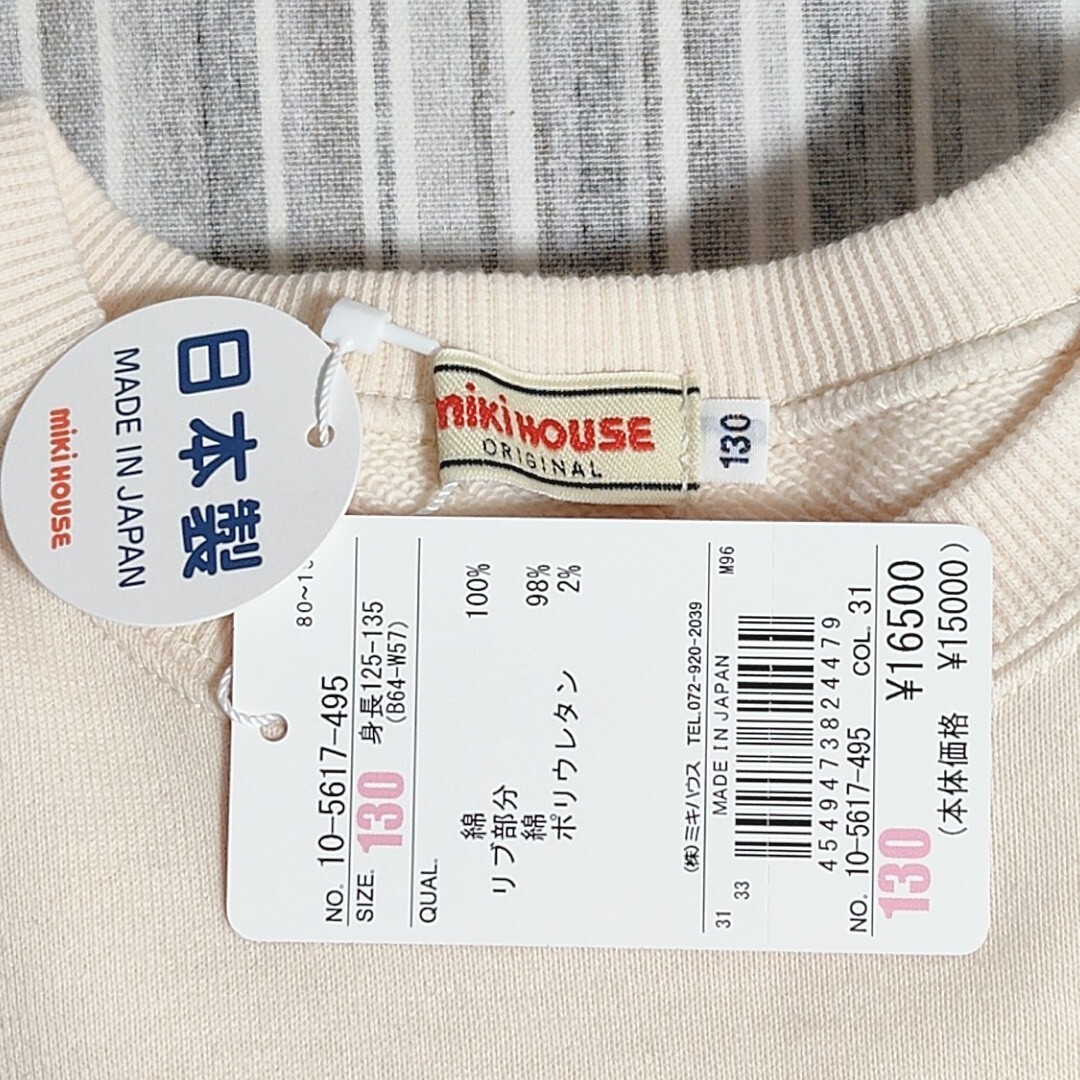 日本製
MADE IN JAPAN
miki HOUSE
miki HOUSE
ORIGINAL
130
NO. 10-5617-495
SIZE. 130 身長125-135
(B64-W57)
QUAL.
綿 100%
リブ部分
綿 98%
ポリウレタン 2%
(株)ミキハウス TEL.072-920-2039
MADE IN JAPAN M96
31
33
4549473824479
NO. 10-5617-495 COL. 31
130 ¥16500
(本体価格 ¥15000)